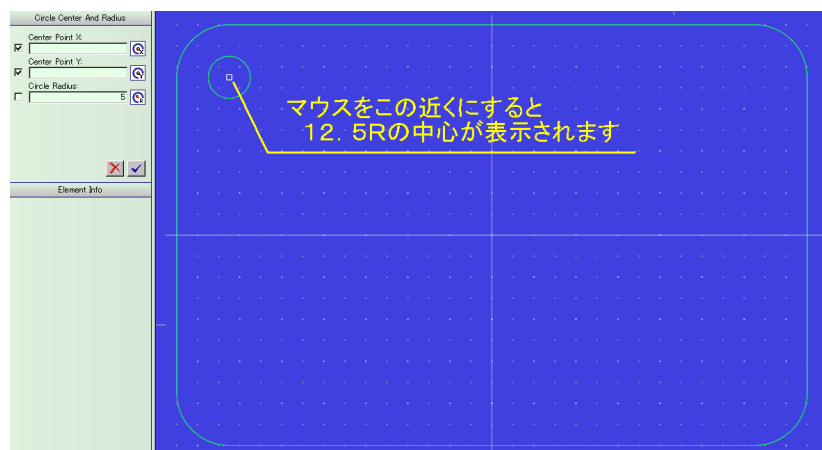 Circle Center And Radius
Center Point X:
Center Point Y:
Circle Radius:
5
Element Info
マウスをこの近くにすると
12．5Rの中心が表示されます